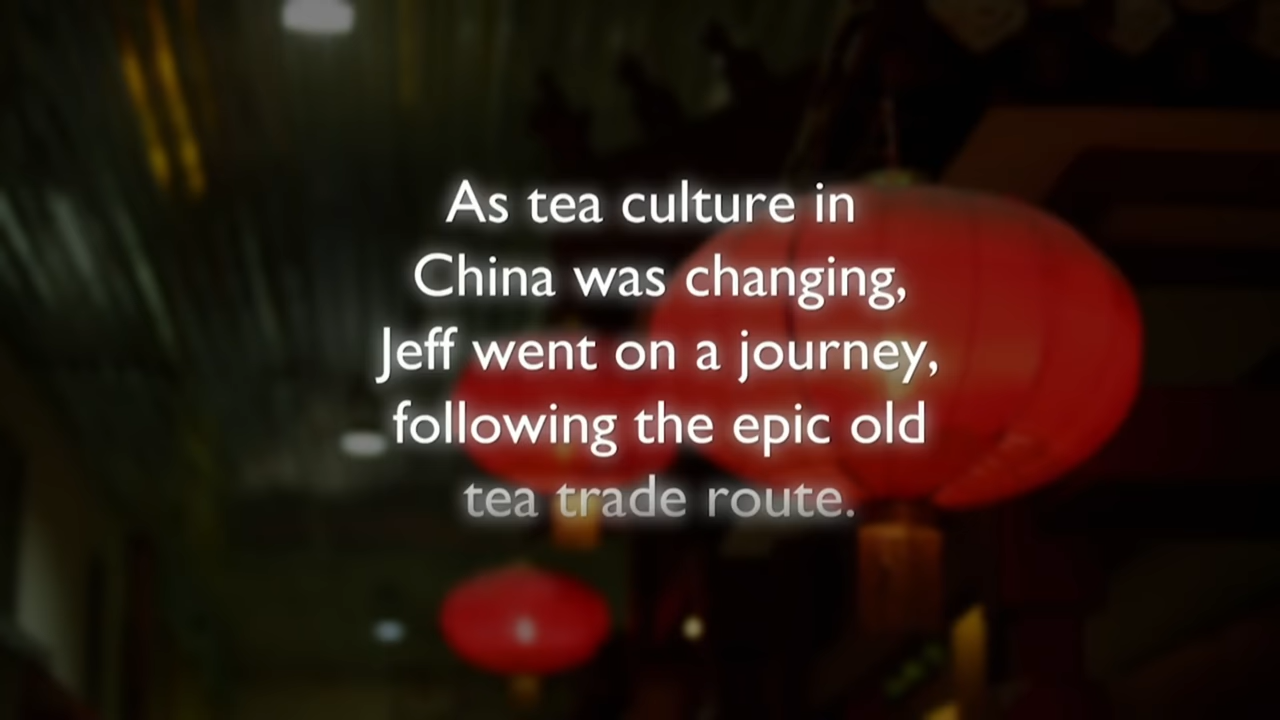 As tea culture in
China was changing,
Jeff went on a journey,
following the epic old
tea trade route.